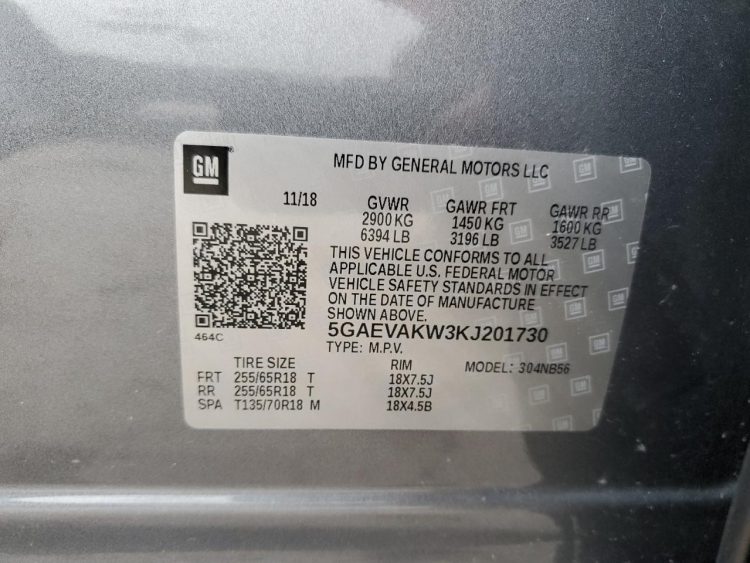 GM
MFD BY GENERAL MOTORS LLC
11/18 GVWR GAWR FRT GAWR RR
2900 KG 1450 KG 1600 KG
6394 LB 3196 LB 3527 LB
THIS VEHICLE CONFORMS TO ALL
APPLICABLE U.S. FEDERAL MOTOR
VEHICLE SAFETY STANDARDS IN EFFECT
ON THE DATE OF MANUFACTURE
SHOWN ABOVE.
464C
5GAEVAKW3KJ201730
TYPE: M.P.V.
TIRE SIZE RIM MODEL: 304NB56
FRT 255/65R18 T 18X7.5J
RR 255/65R18 T 18X7.5J
SPA T135/70R18 M 18X4.5B